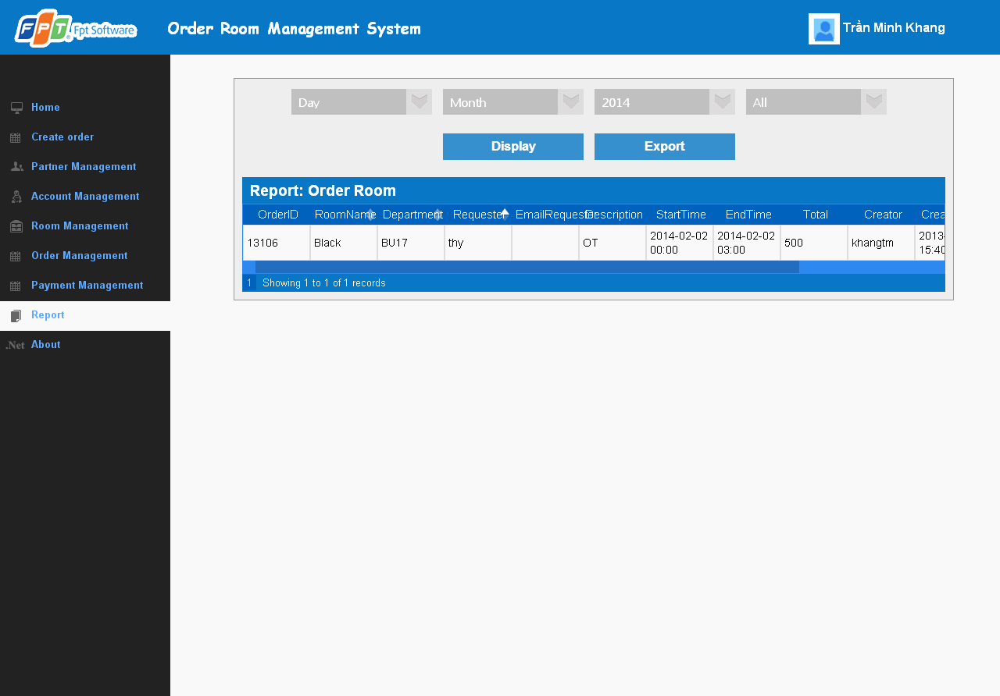 FPT Fpt Software
Order Room Management System
Trần Minh Khang
Home
Create order
Partner Management
Account Management
Room Management
Order Management
Payment Management
Report
.Net About
Day Month 2014 All
Display Export
Report: Order Room
OrderID RoomName Department Requester EmailRequester Description StartTime EndTime Total Creator Crea
13106 Black BU17 thy OT 2014-02-02 2014-02-02 500 khangtm 2013-
00:00 03:00 15:40
1 Showing 1 to 1 of 1 records